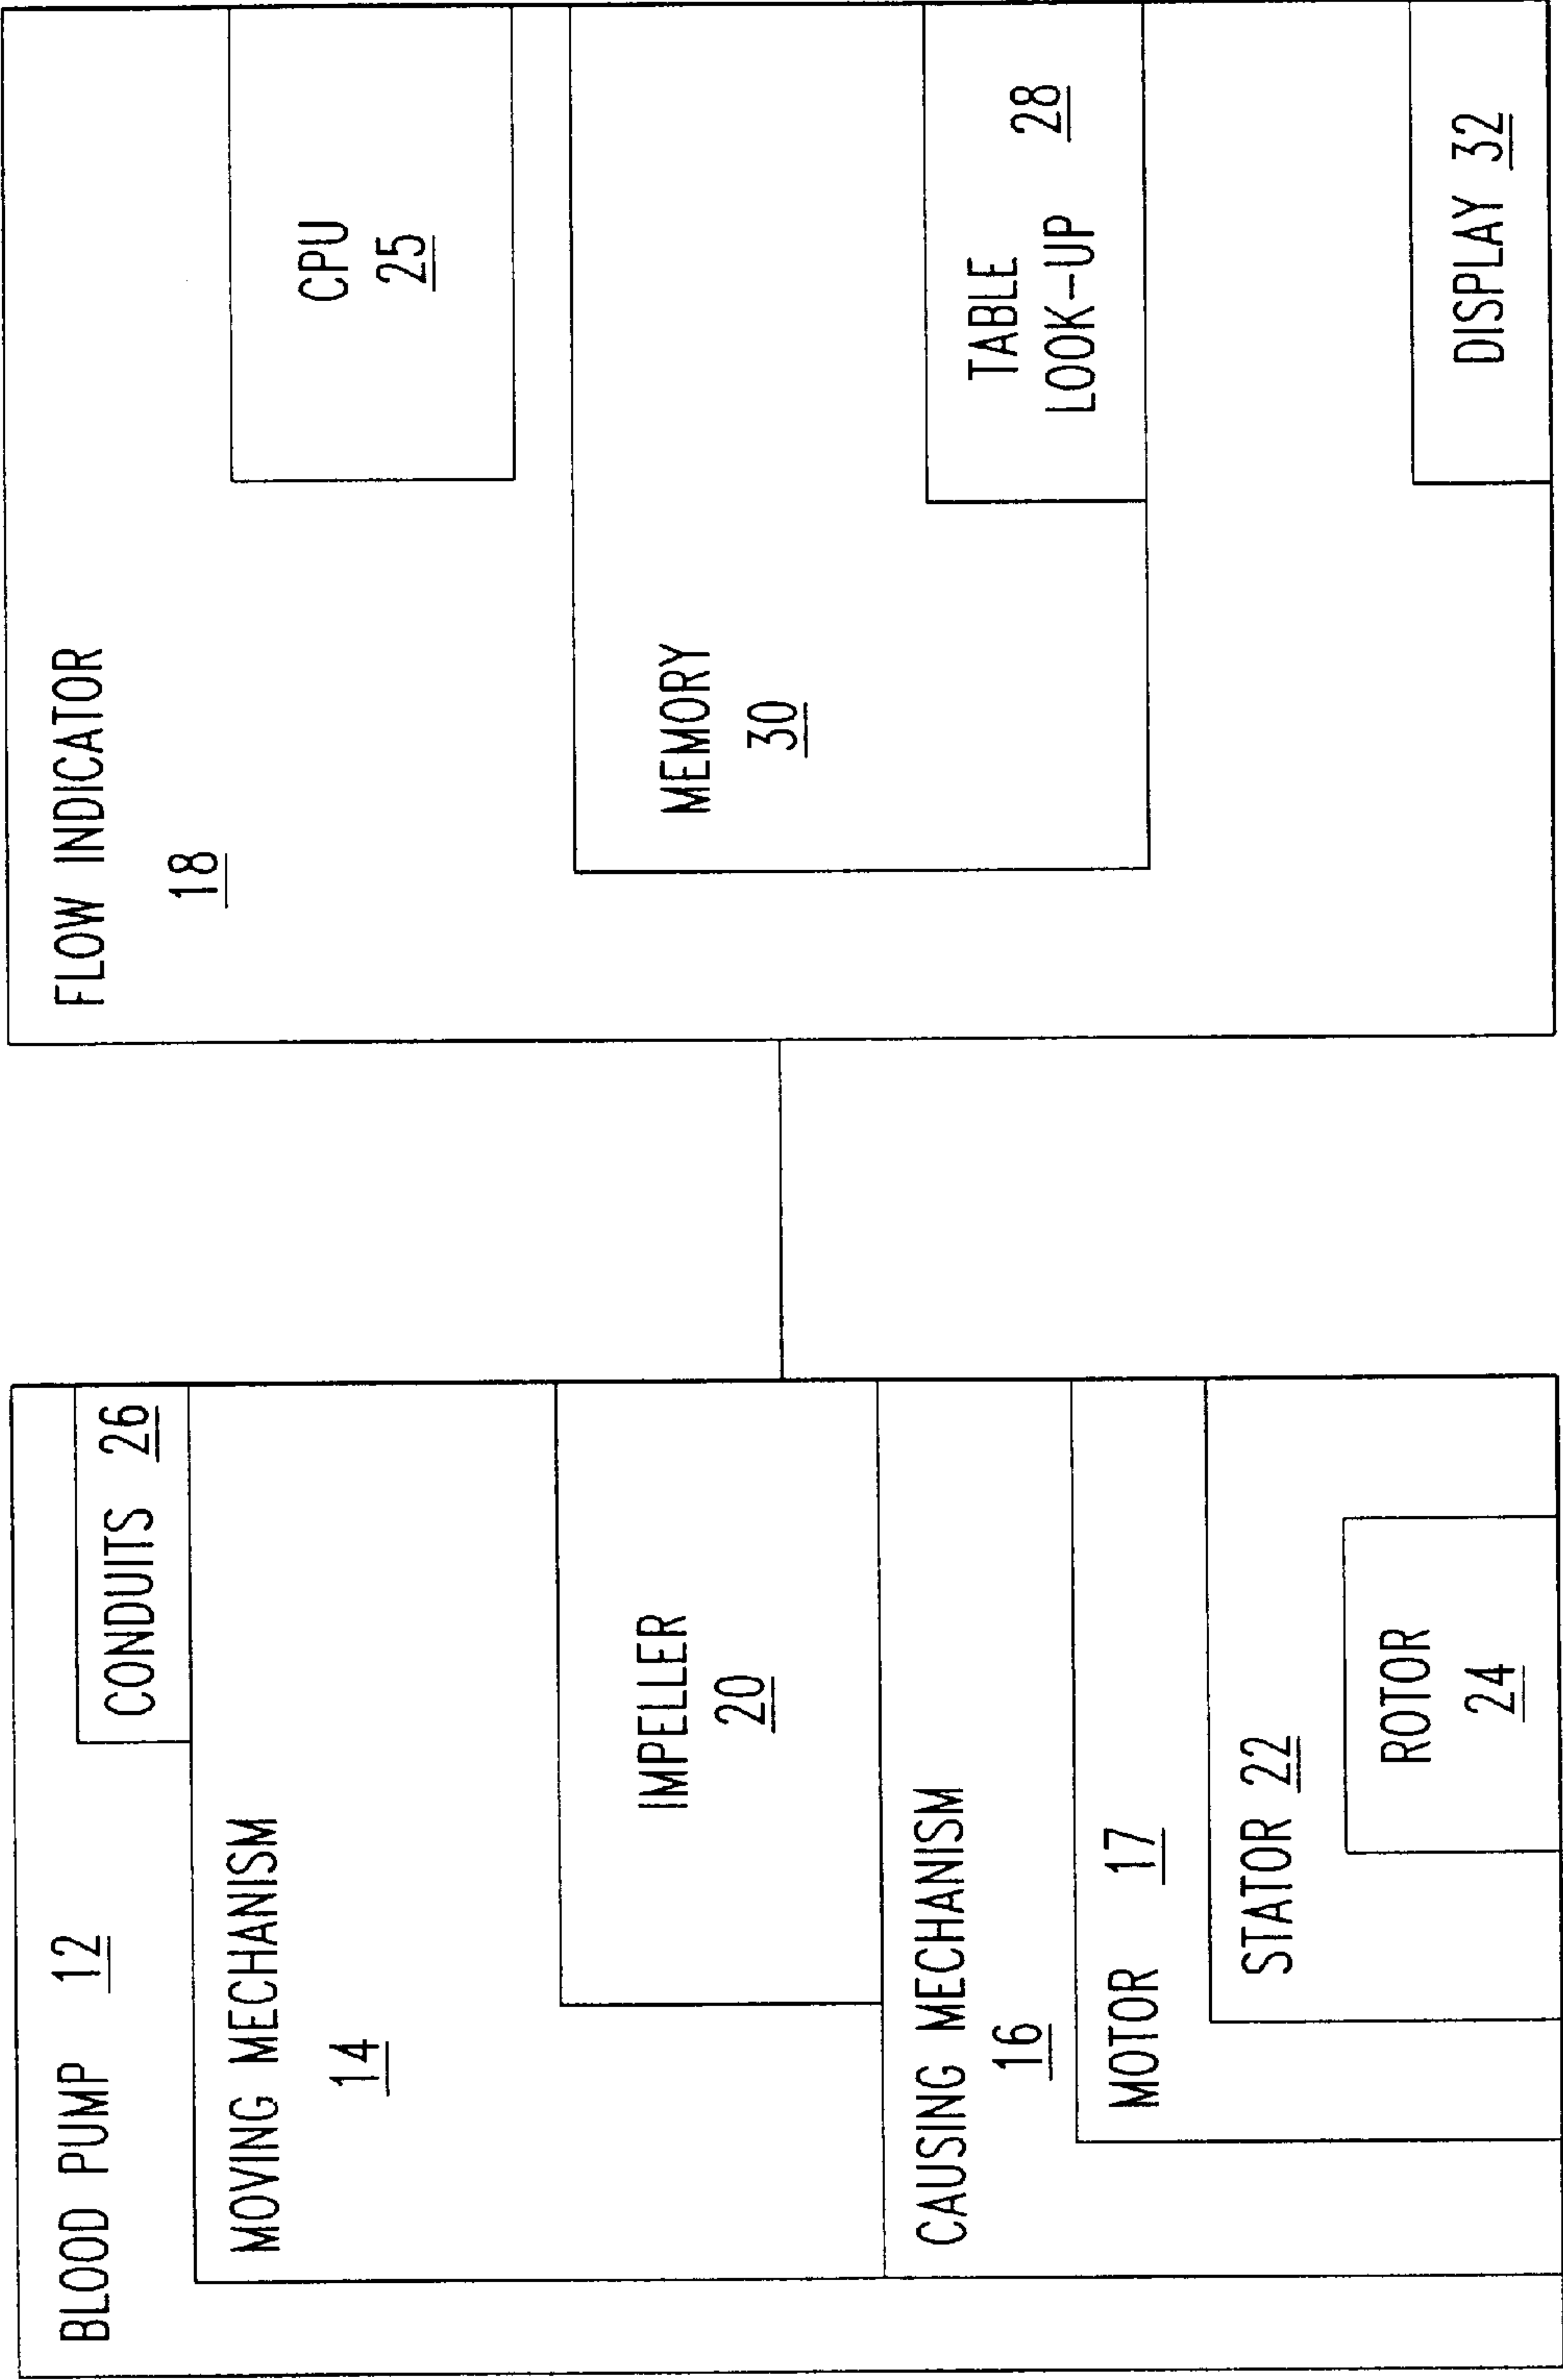 BLOOD PUMP 12
CONDUITS 26
MOVING MECHANISM
14
IMPELLER
20
CAUSING MECHANISM
16
MOTOR 17
STATOR 22
ROTOR
24
FLOW INDICATOR
18
CPU
25
MEMORY
30
TABLE
LOOK-UP 28
DISPLAY 32